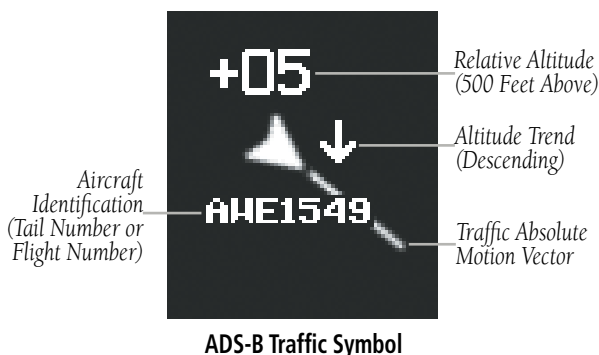 +05
Relative Altitude
(500 Feet Above)
Altitude Trend
(Descending)
Aircraft
Identification
(Tail Number or
Flight Number)
AWE1549
Traffic Absolute
Motion Vector
ADS-B Traffic Symbol